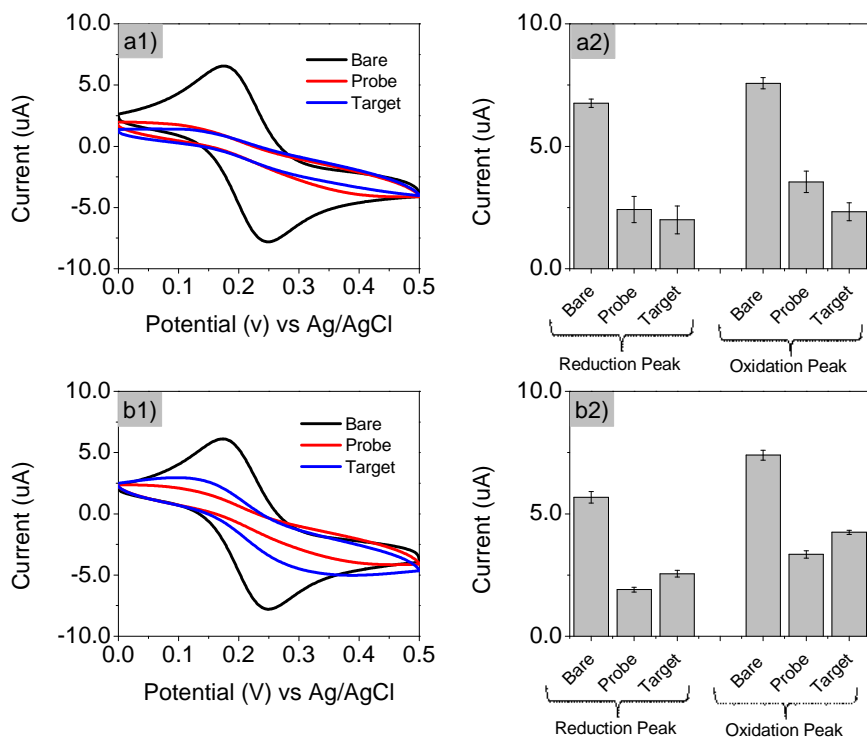 a1)
10.0
5.0
0.0
-5.0
-10.0
Current (uA)
Bare
Probe
Target
0.0 0.1 0.2 0.3 0.4 0.5
Potential (v) vs Ag/AgCl
a2)
10.0
5.0
0.0
Current (uA)
Bare Probe Target Bare Probe Target
Reduction Peak Oxidation Peak
b1)
10.0
5.0
0.0
-5.0
-10.0
Current (uA)
Bare
Probe
Target
0.0 0.1 0.2 0.3 0.4 0.5
Potential (V) vs Ag/AgCl
b2)
10.0
5.0
0.0
Current (uA)
Bare Probe Target Bare Probe Target
Reduction Peak Oxidation Peak